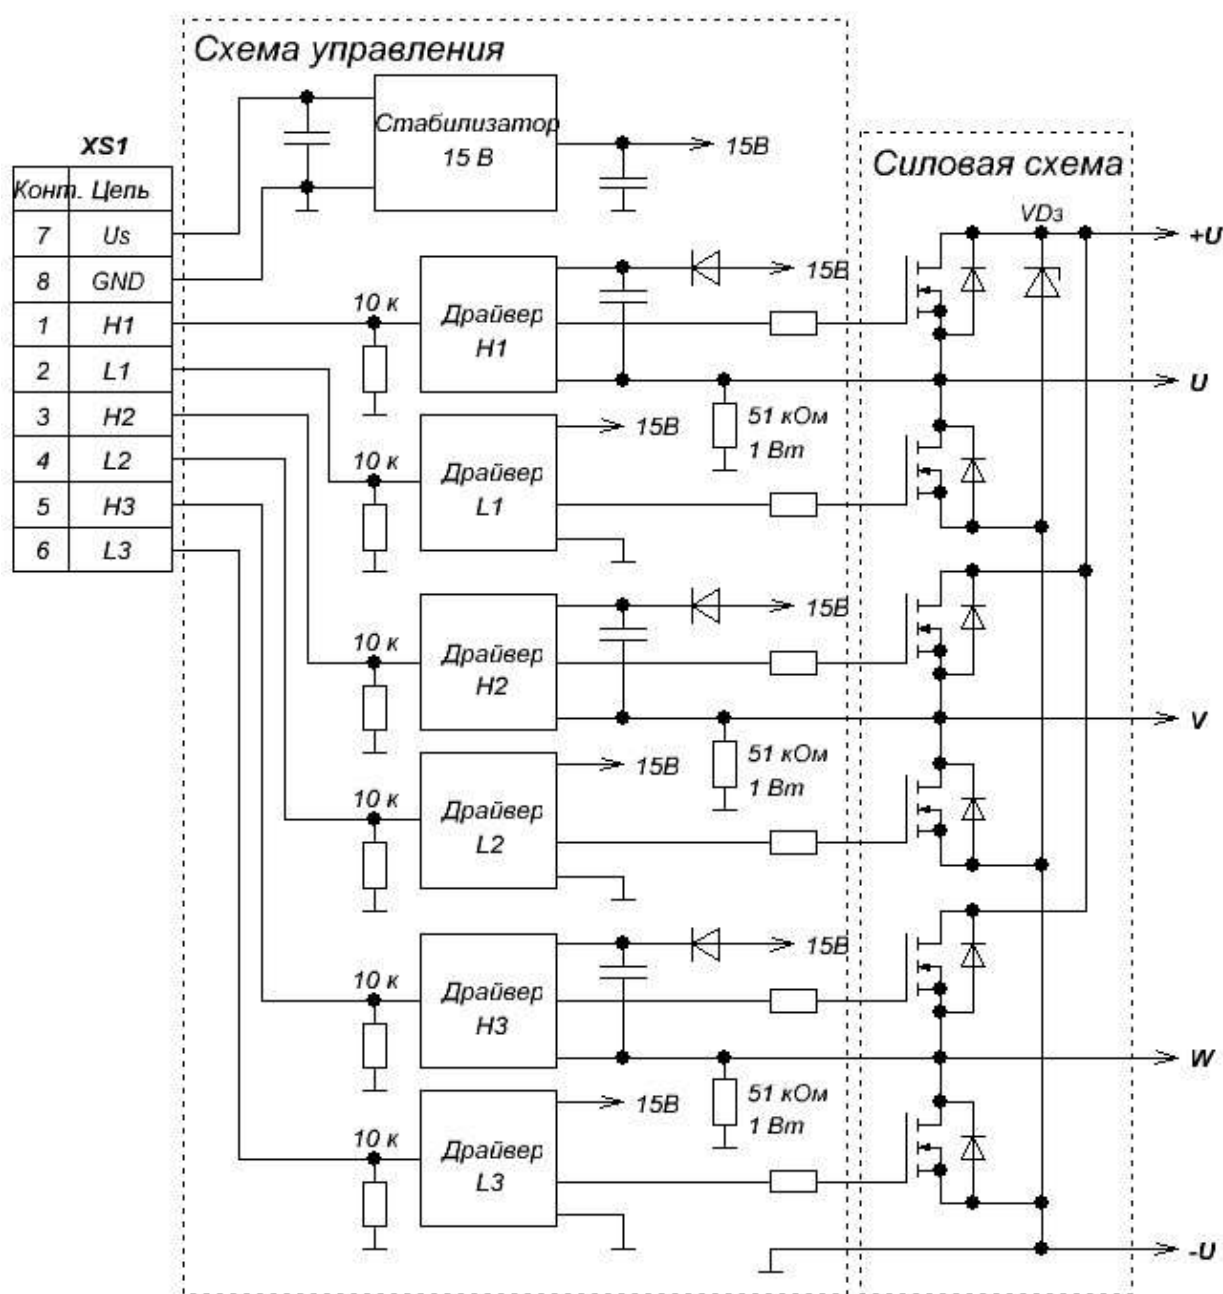 Схема управления
Стабилизатор
15 В
15В
XS1
Конт. Цепь
7 Us
8 GND
1 H1
2 L1
3 H2
4 L2
5 H3
6 L3
Силовая схема
VD3
+U
10 к
Драйвер
H1
15В
U
10 к
Драйвер
L1
15В
51 кОм
1 Вт
10 к
Драйвер
H2
15В
V
10 к
Драйвер
L2
15В
51 кОм
1 Вт
10 к
Драйвер
H3
15В
W
10 к
Драйвер
L3
15В
51 кОм
1 Вт
-U